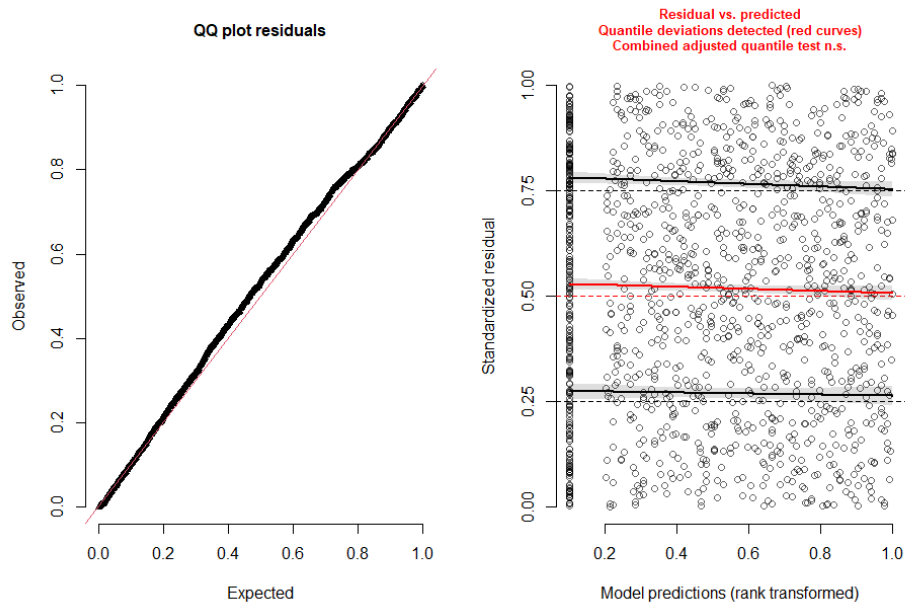 QQ plot residuals
Observed
0.0 0.2 0.4 0.6 0.8 1.0
0.0 0.2 0.4 0.6 0.8 1.0
Expected
Residual vs. predicted
Quantile deviations detected (red curves)
Combined adjusted quantile test n.s.
Standardized residual
0.00 0.25 0.50 0.75 1.00
0.2 0.4 0.6 0.8 1.0
Model predictions (rank transformed)